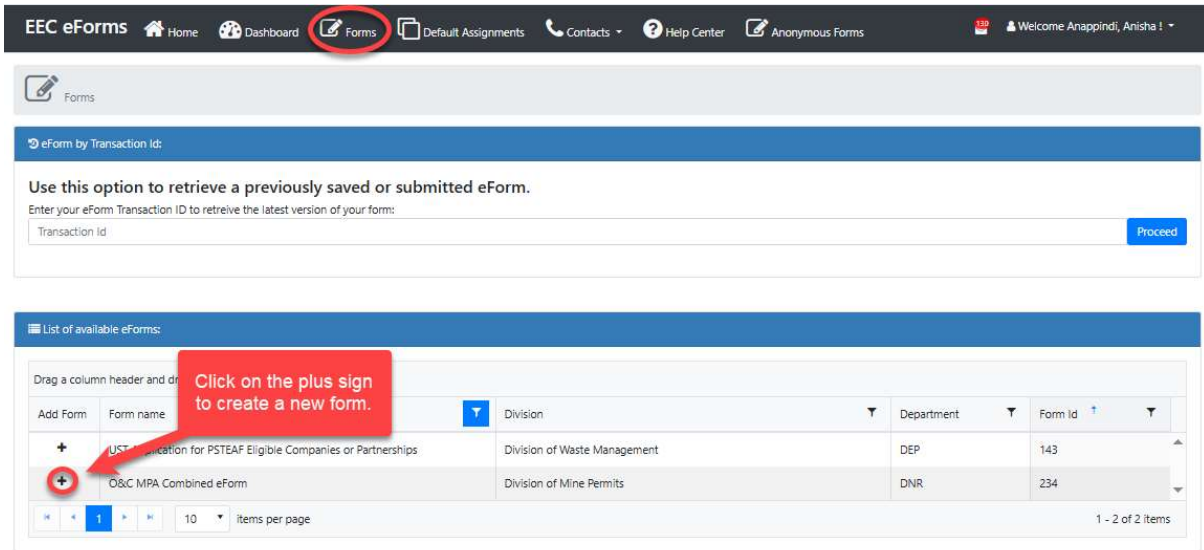 EEC eForms Home Dashboard Forms Default Assignments Contacts Help Center Anonymous Forms 139 Welcome Anappindi, Anisha !
Forms
eForm by Transaction Id:
Use this option to retrieve a previously saved or submitted eForm.
Enter your eForm Transaction ID to retreive the latest version of your form:
Transaction Id Proceed
List of available eForms:
Drag a column header and
Click on the plus sign
to create a new form.
Add Form Form name Division Department Form Id
+ UST for PSTEAF Eligible Companies or Partnerships Division of Waste Management DEP 143
+ O&C MPA Combined eForm Division of Mine Permits DNR 234
1 10 items per page 1 - 2 of 2 items